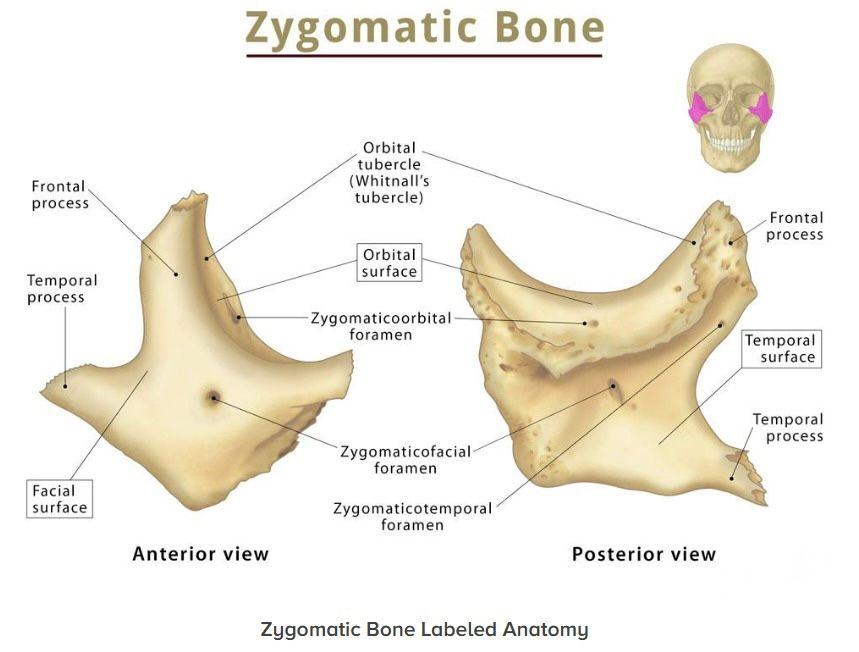 Zygomatic Bone
Orbital
tubercle
(Whitnall's
tubercle)
Frontal
process
Temporal
process
Orbital
surface
Zygomaticoorbital
foramen
Frontal
process
Temporal
surface
Temporal
process
Zygomaticofacial
foramen
Facial
surface
Zygomaticotemporal
foramen
Anterior view
Posterior view
Zygomatic Bone Labeled Anatomy